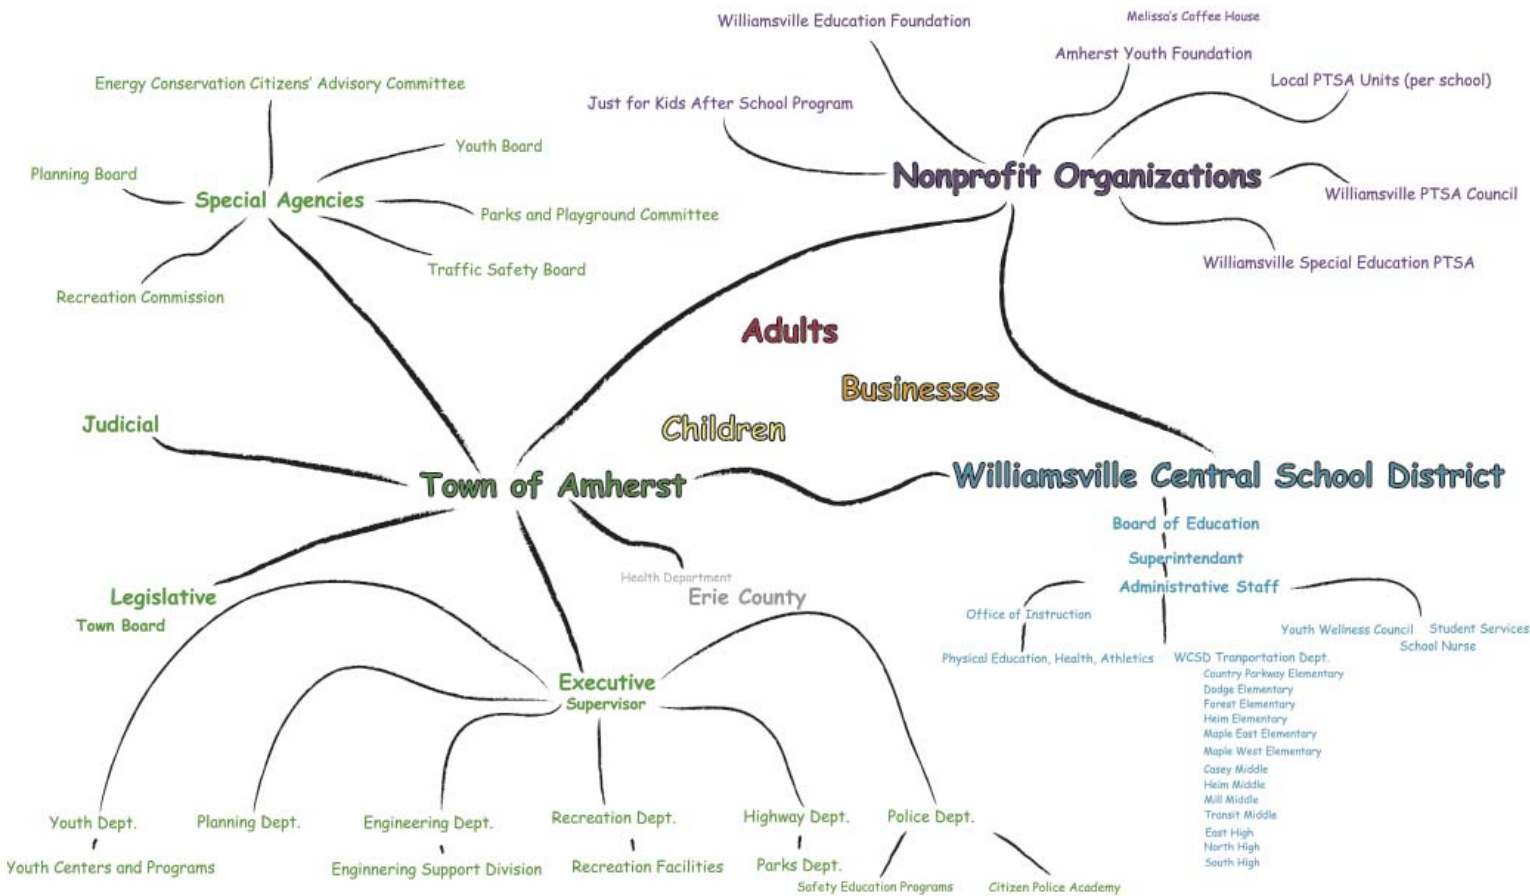 Williamsville Education Foundation
Melissa's Coffee House
Amherst Youth Foundation
Local PTSA Units (per school)
Just for Kids After School Program
Nonprofit Organizations
Williamsville PTSA Council
Williamsville Special Education PTSA
Energy Conservation Citizens' Advisory Committee
Youth Board
Planning Board
Special Agencies
Parks and Playground Committee
Traffic Safety Board
Recreation Commission
Adults
Businesses
Children
Judicial
Town of Amherst
Williamsville Central School District
Board of Education
Superintendant
Administrative Staff
Office of Instruction
Physical Education, Health, Athletics
Youth Wellness Council
Student Services
School Nurse
WCSD Tranportation Dept.
Country Parkway Elementary
Dodge Elementary
Forest Elementary
Heim Elementary
Maple East Elementary
Maple West Elementary
Casey Middle
Heim Middle
Mill Middle
Transit Middle
East High
North High
South High
Health Department
Erie County
Legislative
Town Board
Executive
Supervisor
Youth Dept.
Planning Dept.
Engineering Dept.
Recreation Dept.
Highway Dept.
Police Dept.
Youth Centers and Programs
Enginnering Support Division
Recreation Facilities
Parks Dept.
Safety Education Programs
Citizen Police Academy